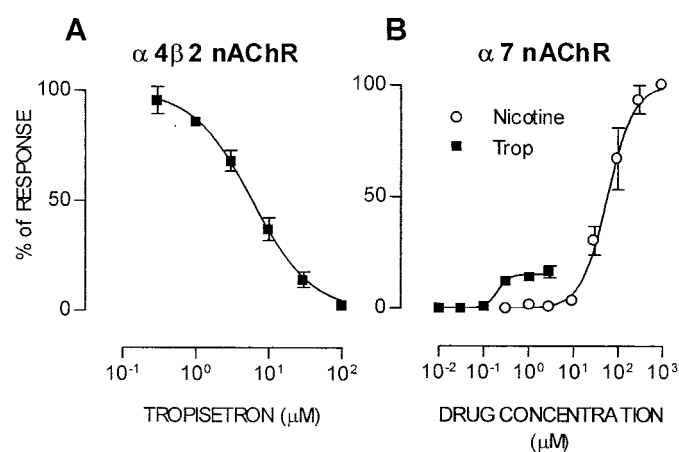 A
α 4β 2 nAChR
% of RESPONSE
100
50
0
10⁻¹ 10⁰ 10¹ 10²
TROPISETRON (μM)
B
α 7 nAChR
Nicotine
Trop
100
50
0
10⁻² 10⁻¹ 10⁰ 10¹ 10² 10³
DRUG CONCENTRATION
(μM)